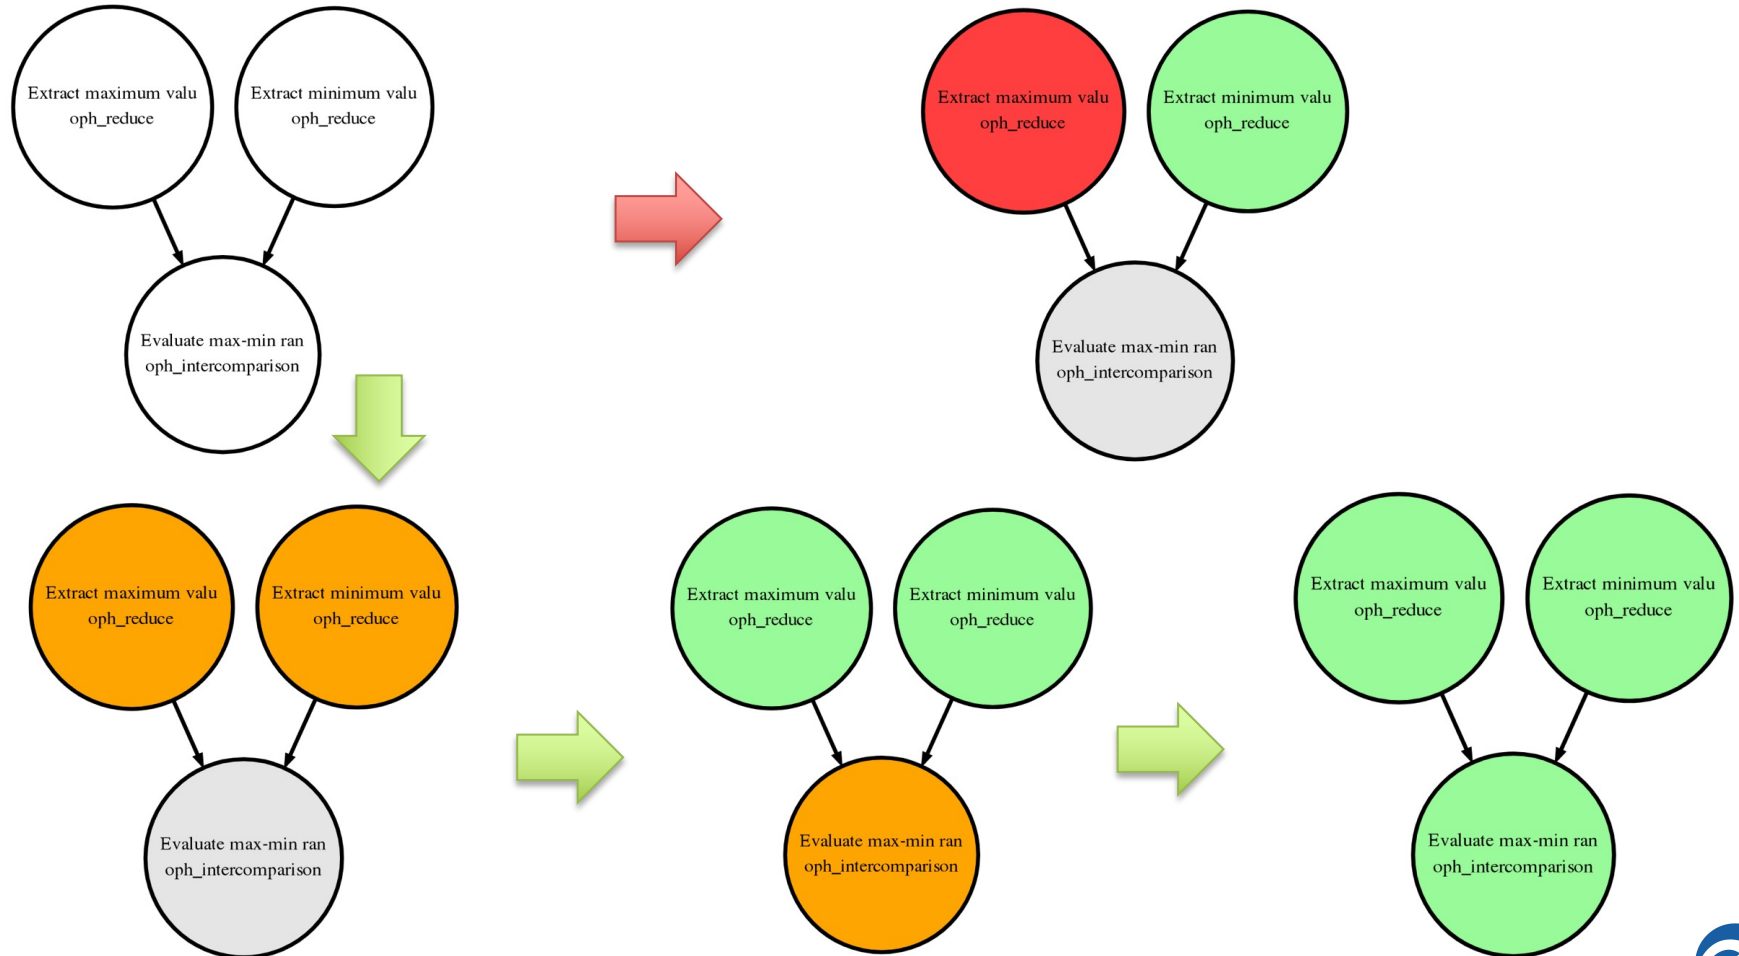 Extract maximum valu
oph_reduce
Extract minimum valu
oph_reduce
Evaluate max-min ran
oph_intercomparison
Extract maximum valu
oph_reduce
Extract minimum valu
oph_reduce
Evaluate max-min ran
oph_intercomparison
Extract maximum valu
oph_reduce
Extract minimum valu
oph_reduce
Evaluate max-min ran
oph_intercomparison
Extract maximum valu
oph_reduce
Extract minimum valu
oph_reduce
Evaluate max-min ran
oph_intercomparison
Extract maximum valu
oph_reduce
Extract minimum valu
oph_reduce
Evaluate max-min ran
oph_intercomparison